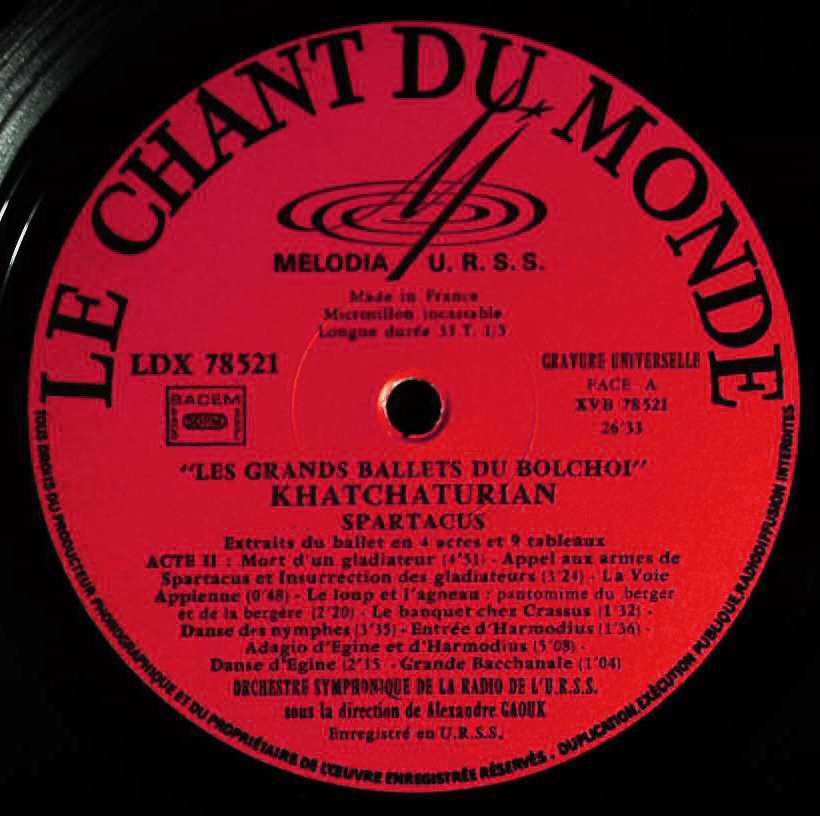 LE CHANT DU MONDE
MELODIA U.R.S.S.
Made in France
Microsillon incassable
Longue durée 33 T. 1/3
LDX 78521
SACEM
GRAVURE UNIVERSELLE
FACE A
XVB 78521
26'33
"LES GRANDS BALLETS DU BOLCHOI"
KHATCHATURIAN
SPARTACUS
Extraits du ballet en 4 actes et 9 tableaux
ACTE II : Mort d'un gladiateur (4'51) - Appel aux armes de
Spartacus et Insurrection des gladiateurs (3'24) - La Voie
Appienne (0'48) - Le loup et l'agneau : pantomime du berger
et de la bergère (2'20) - Le banquet chez Crassus (1'32) -
Danse des nymphes (3'35) - Entrée d'Harmodius (1'36) -
Adagio d'Egine et d'Harmodius (5'08) -
Danse d'Egine (2'15 - Grande Bacchanale (1'04)
ORCHESTRE SYMPHONIQUE DE LA RADIO DE L'U.R.S.S.
sous la direction de Alexandre GAOUK
Enregistré en U.R.S.S.
TOUS DROITS DU PRODUCTEUR PHONOGRAPHIQUE ET DU PROPRIÉTAIRE DE L'ŒUVRE ENREGISTRÉE RÉSERVÉS . DUPLICATION, EXÉCUTION PUBLIQUE, RADIODIFFUSION INTERDITES